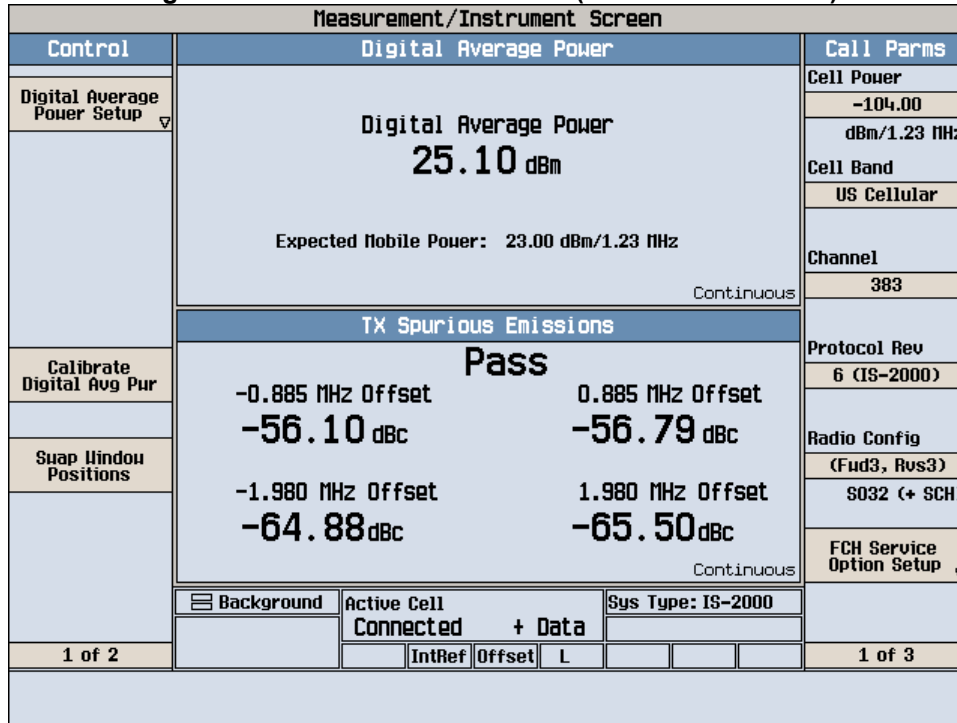 Measurement/Instrument Screen
Control
Digital Average
Power Setup
Calibrate
Digital Avg Pwr
Swap Window
Positions
1 of 2
Digital Average Power
Digital Average Power
25.10 dBm
Expected Mobile Power: 23.00 dBm/1.23 MHz
Continuous
TX Spurious Emissions
Pass
-0.885 MHz Offset 0.885 MHz Offset
-56.10 dBc -56.79 dBc
-1.980 MHz Offset 1.980 MHz Offset
-64.88 dBc -65.50 dBc
Continuous
Background
Active Cell
Connected + Data
Sys Type: IS-2000
IntRef Offset L
Call Parms
Cell Power
-104.00
dBm/1.23 MHz
Cell Band
US Cellular
Channel
383
Protocol Rev
6 (IS-2000)
Radio Config
(Fwd3, Rvs3)
SO32 (+ SCH
FCH Service
Option Setup
1 of 3